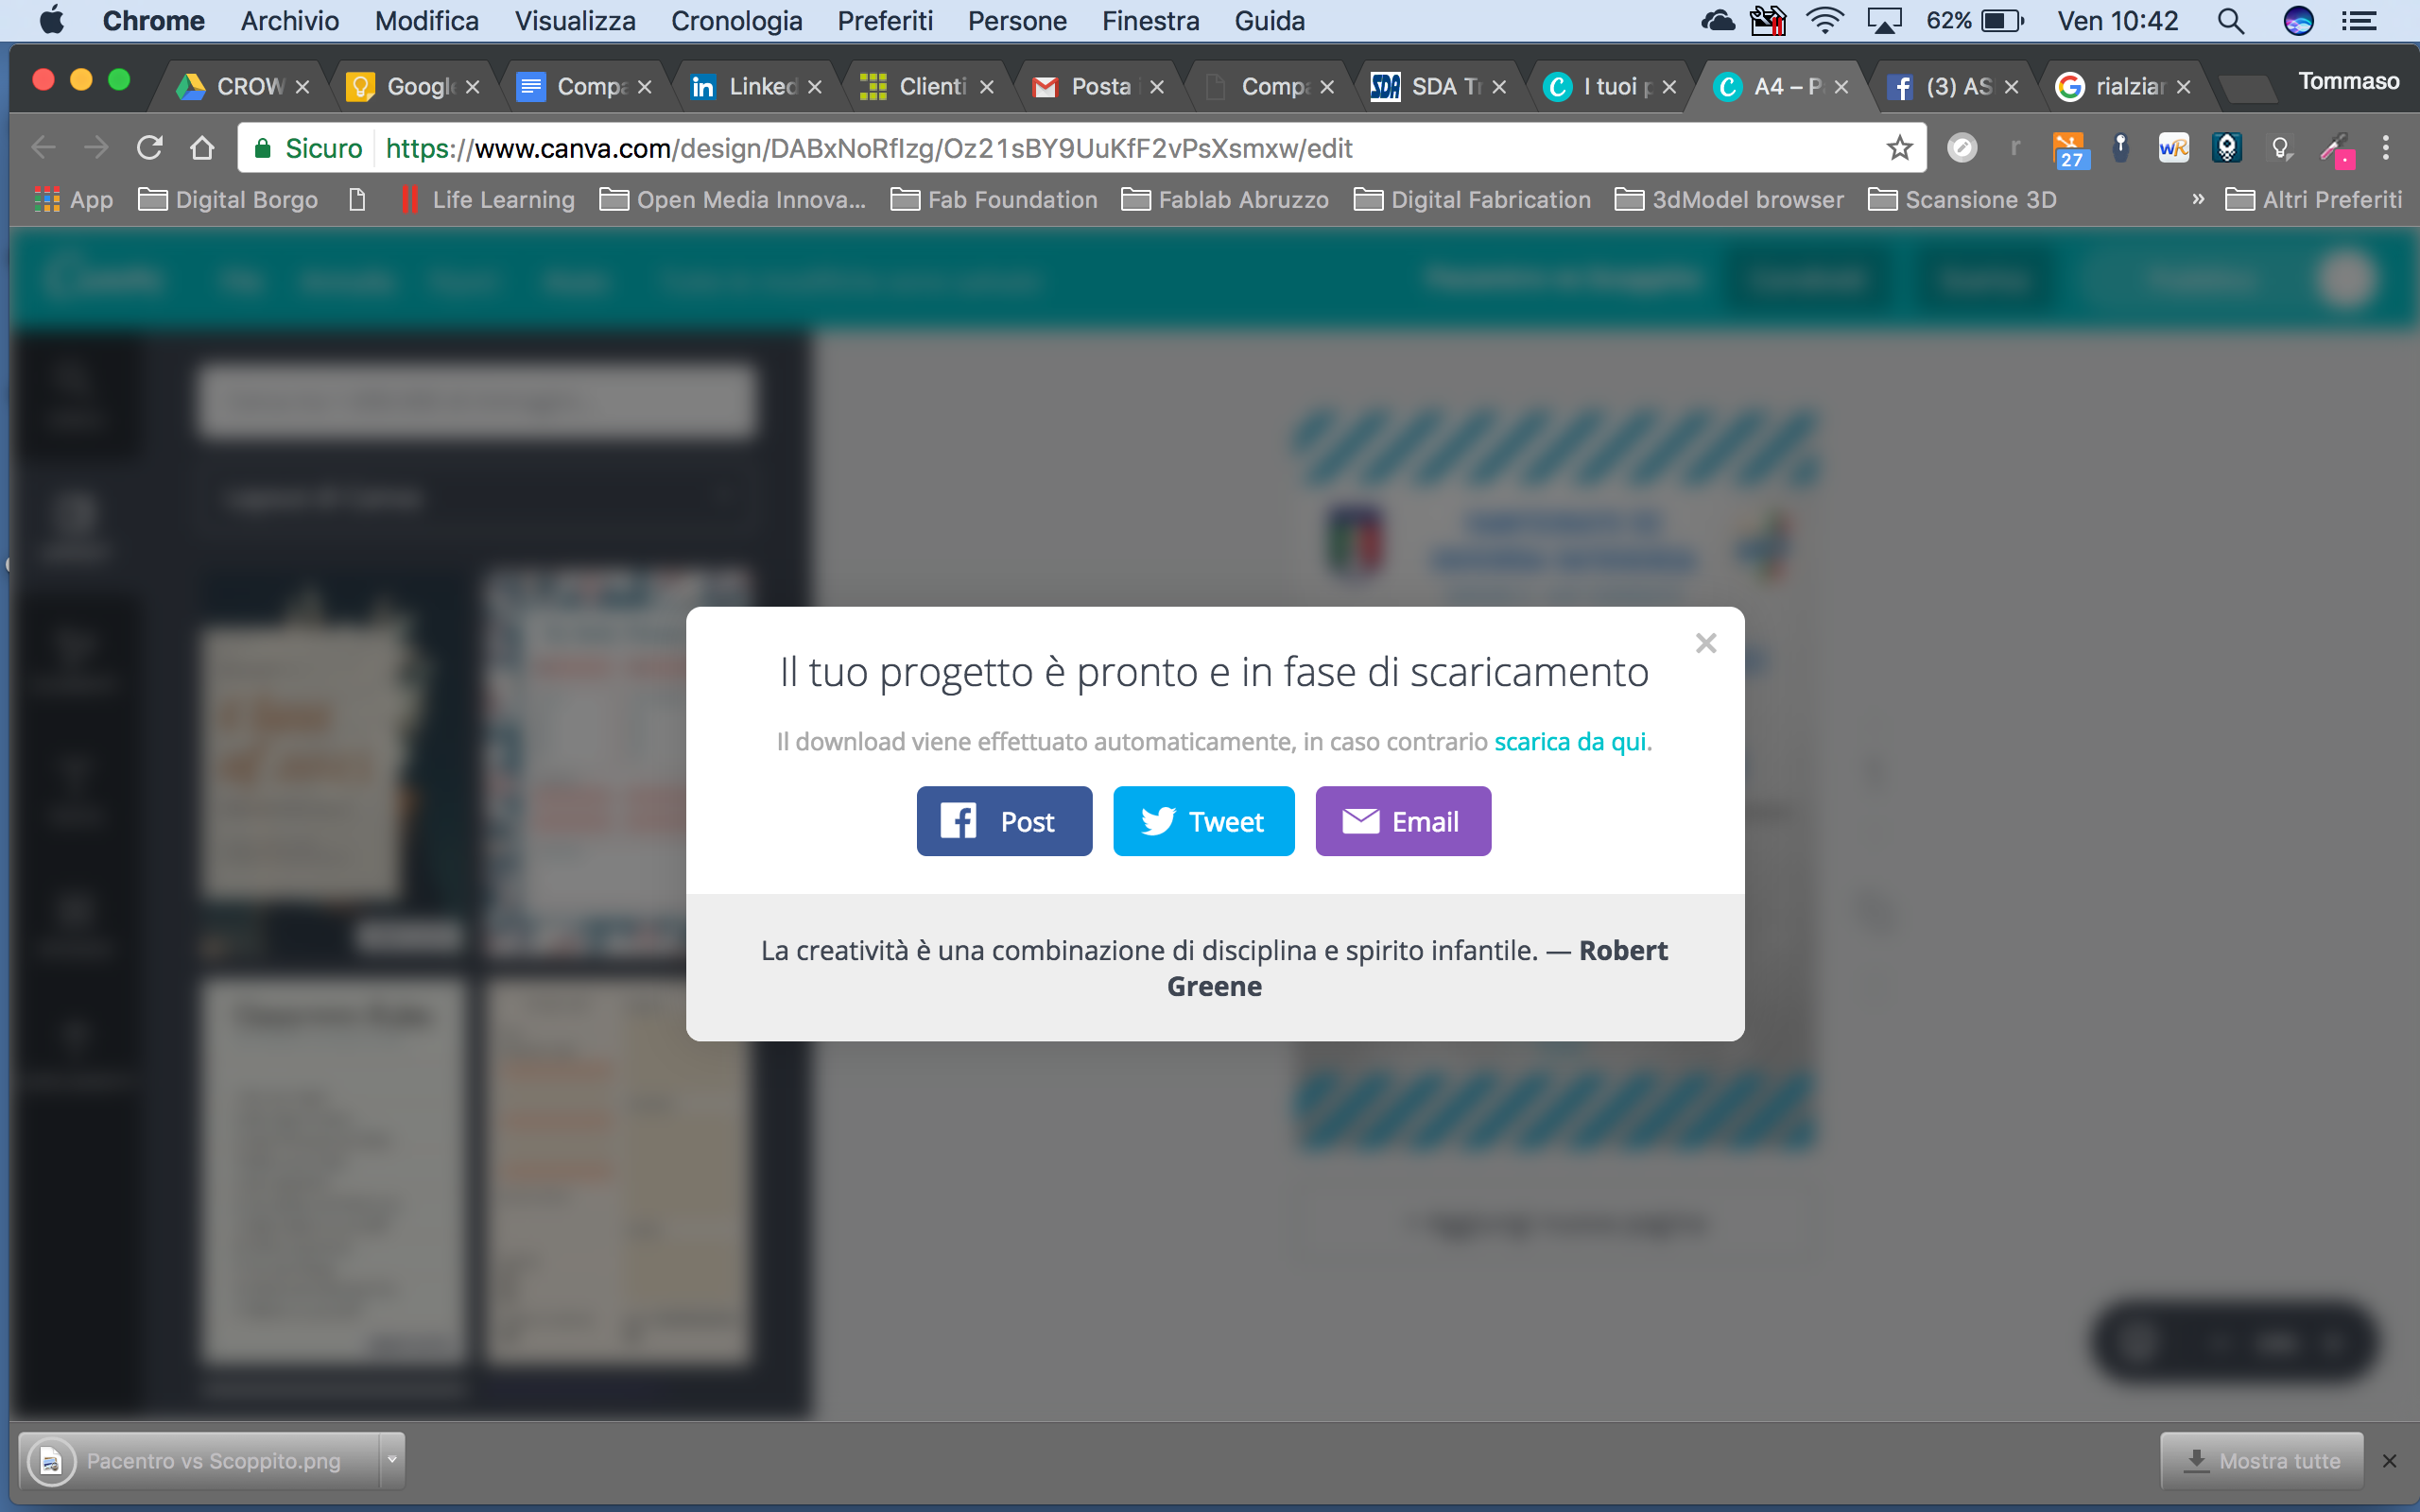 Chrome Archivio Modifica Visualizza Cronologia Preferiti Persone Finestra Guida 62% Ven 10:42
CROW Google Compa Linked Clienti Posta i Compa SDA Tr I tuoi p A4 – P (3) AS rialziar Tommaso
Sicuro https://www.canva.com/design/DABxNoRfIzg/Oz21sBY9UuKfF2vPsXsmxw/edit 27
App Digital Borgo Life Learning Open Media Innova... Fab Foundation Fablab Abruzzo Digital Fabrication 3dModel browser Scansione 3D » Altri Preferiti
Il tuo progetto è pronto e in fase di scaricamento
Il download viene effettuato automaticamente, in caso contrario scarica da qui.
Post Tweet Email
La creatività è una combinazione di disciplina e spirito infantile. — Robert
Greene
Pacentro vs Scoppito.png Mostra tutte